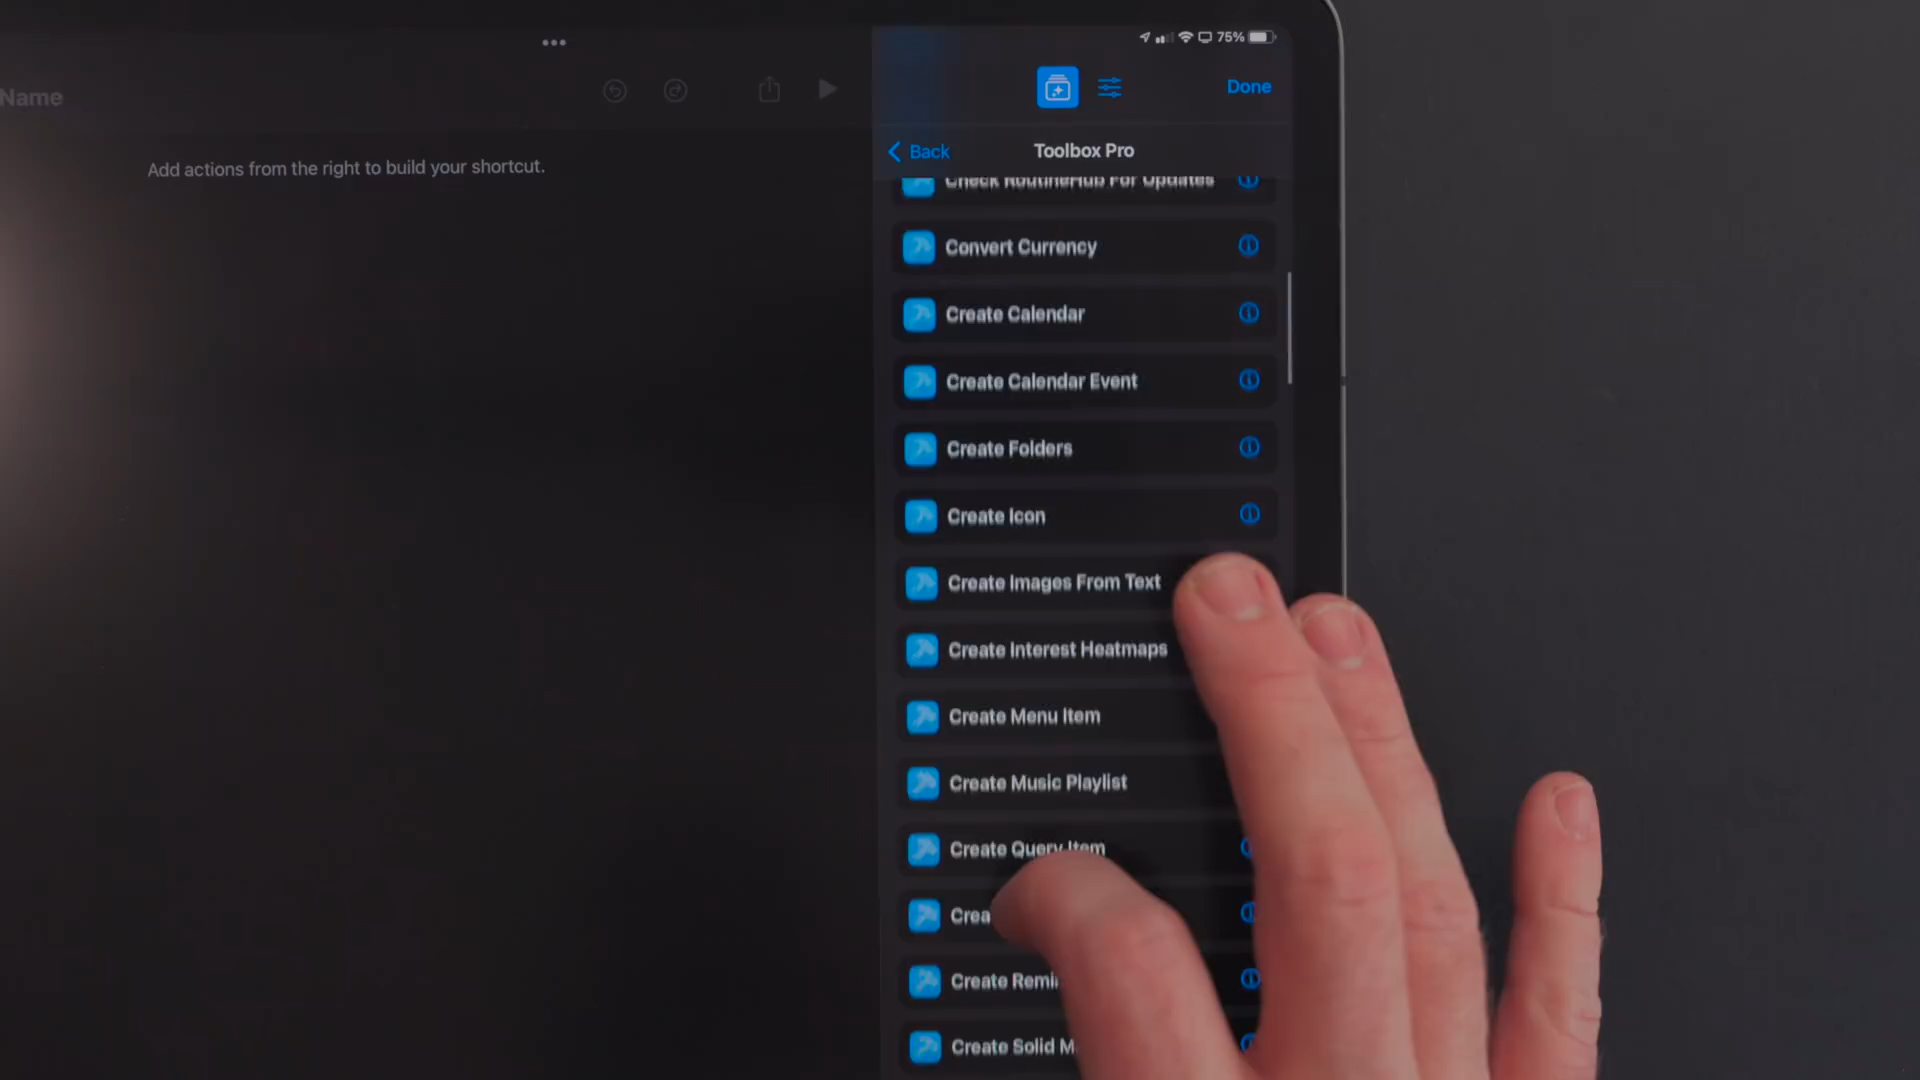 75%
Name
Done
Back
Toolbox Pro
Add actions from the right to build your shortcut.
Check RoutineHub For Updates
Convert Currency
Create Calendar
Create Calendar Event
Create Folders
Create Icon
Create Images From Text
Create Interest Heatmaps
Create Menu Item
Create Music Playlist
Create Query Item
Create
Create Solid